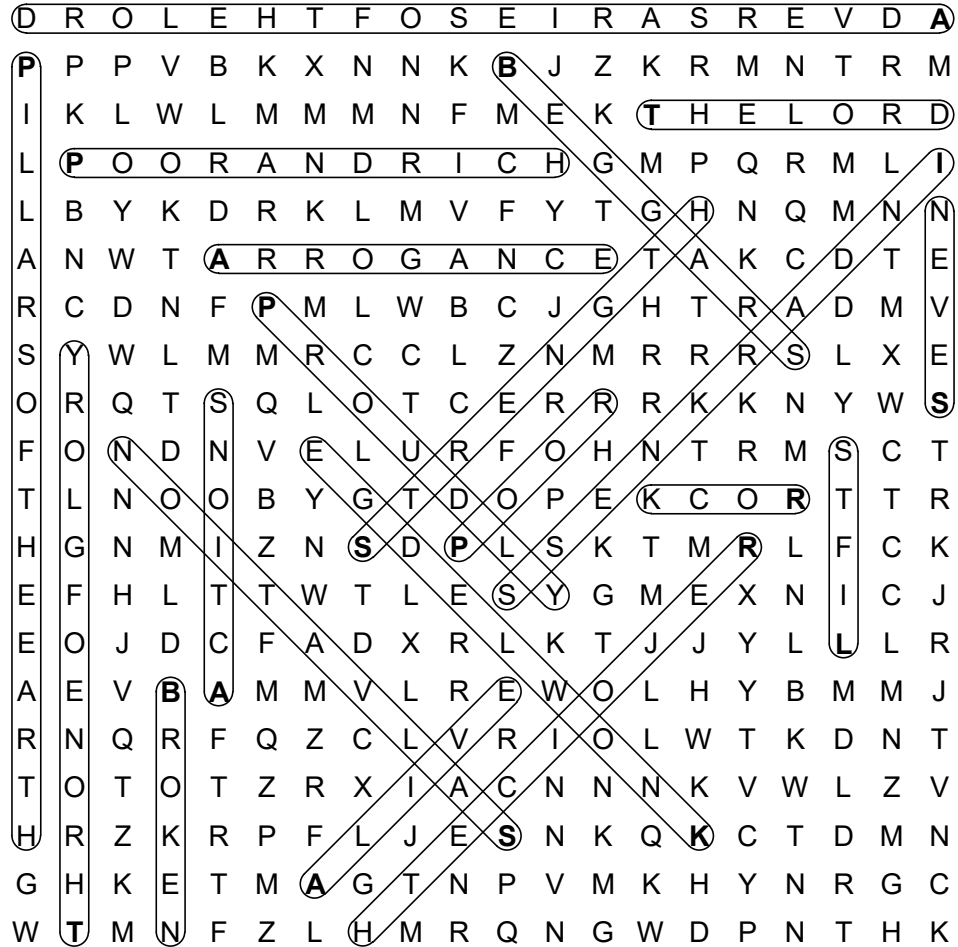 D R O L E H T F O S E I R A S R E V D A
P P P V B K X N N K B J Z K R M N T R M
I K L W L M M M N F M E K T H E L O R D
L P O O R A N D R I C H G M P Q R M L I
L B Y K D R K L M V F Y T G H N Q M N N
A N W T A R R O G A N C E T A K C D T E
R C D N F P M L W B C J G H T R A D M V
S Y W L M M R C C L Z N M R R R S L X E
O R Q T S Q L O T C E R R R K K N Y W S
F O N D N V E L U R F O H N T R M S C T
T L N O O B Y G T D O P E K C O R T T R
H G N M I Z N S D P L S K T M R L F C K
E F H L T T W T L E S Y G M E X N I C J
E O J D C F A D X R L K T J J Y L L L R
A E V B A M M V L R E W O L H Y B M M J
R N Q R F Q Z C L V R I O L W T K D N T
T O T O T Z R X I A C N N N K V W L Z V
H R Z K R P F L J E S N K Q K C T D M N
G H K E T M A G T N P V M K H Y N R G C
W T M N F Z L H M R Q N G W D P N T H K